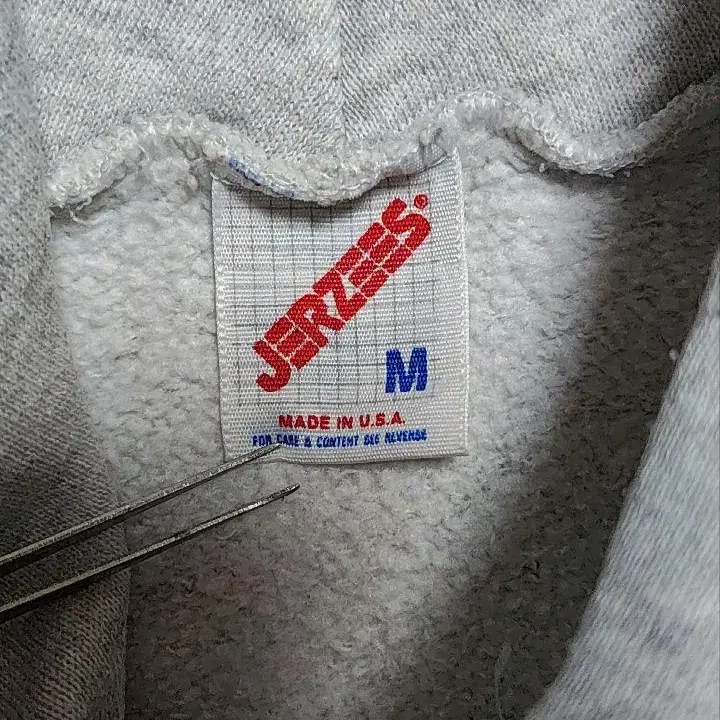 JERZEES®
M
MADE IN U.S.A.
FOR CARE & CONTENT SEE REVERSE